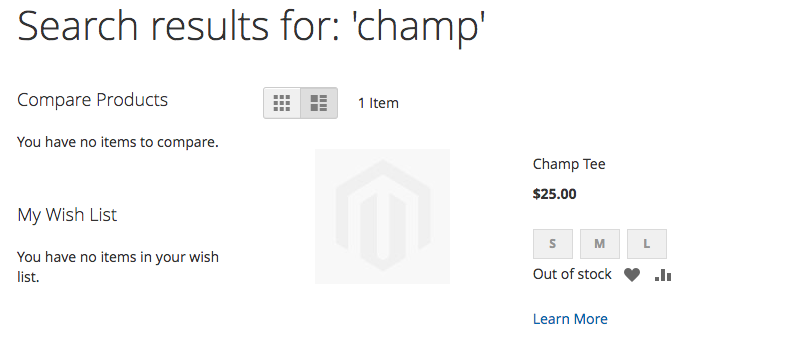 Search results for: 'champ'
Compare Products
You have no items to compare.
My Wish List
You have no items in your wish
list.
1 Item
Champ Tee
$25.00
S M L
Out of stock
Learn More